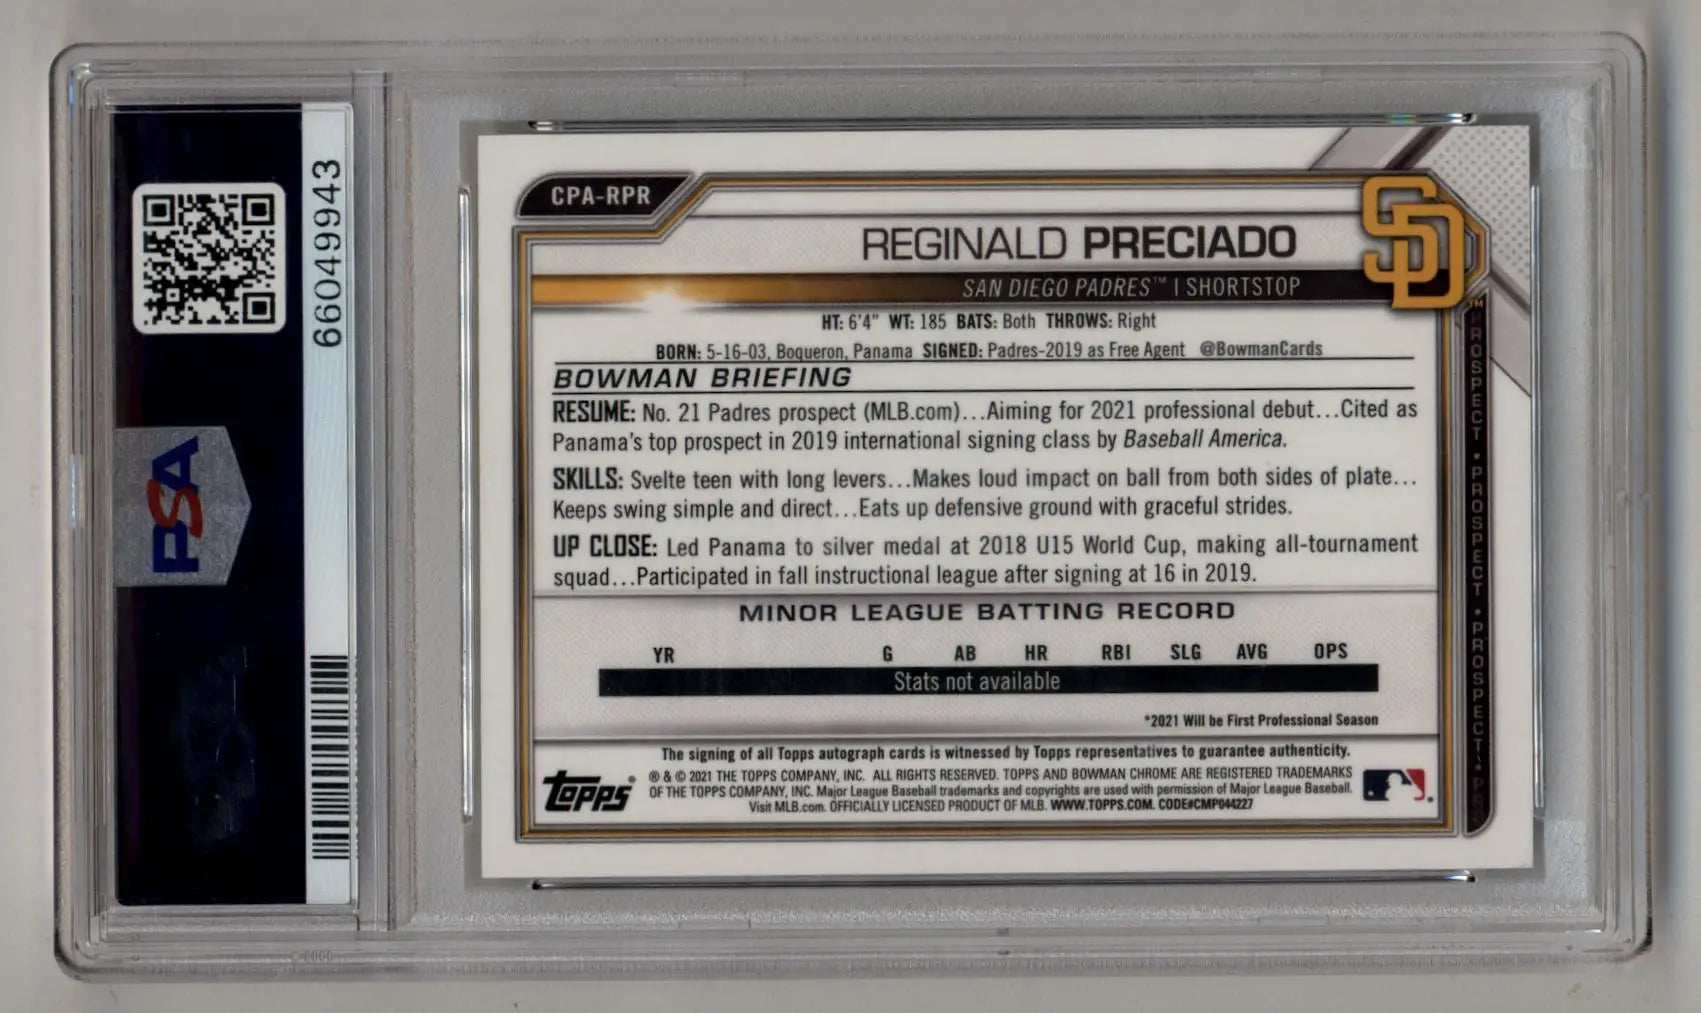 66049943
PSA
CPA-RPR
SD
REGINALD PRECIADO
SAN DIEGO PADRES™ | SHORTSTOP
HT: 6'4" WT: 185 BATS: Both THROWS: Right
BORN: 5-16-03, Boqueron, Panama SIGNED: Padres-2019 as Free Agent @BowmanCards
BOWMAN BRIEFING
RESUME: No. 21 Padres prospect (MLB.com)...Aiming for 2021 professional debut...Cited as
Panama's top prospect in 2019 international signing class by Baseball America.
SKILLS: Svelte teen with long levers...Makes loud impact on ball from both sides of plate...
Keeps swing simple and direct...Eats up defensive ground with graceful strides.
UP CLOSE: Led Panama to silver medal at 2018 U15 World Cup, making all-tournament
squad...Participated in fall instructional league after signing at 16 in 2019.
MINOR LEAGUE BATTING RECORD
YR G AB HR RBI SLG AVG OPS
Stats not available
*2021 Will be First Professional Season
The signing of all Topps autograph cards is witnessed by Topps representatives to guarantee authenticity.
Topps®
® & © 2021 THE TOPPS COMPANY, INC. ALL RIGHTS RESERVED. TOPPS AND BOWMAN CHROME ARE REGISTERED TRADEMARKS
OF THE TOPPS COMPANY, INC. Major League Baseball trademarks and copyrights are used with permission of Major League Baseball.
Visit MLB.com. OFFICIALLY LICENSED PRODUCT OF MLB. WWW.TOPPS.COM. CODE#CMP044227
PROSPECT • PROSPECT • PROSPECT • PR